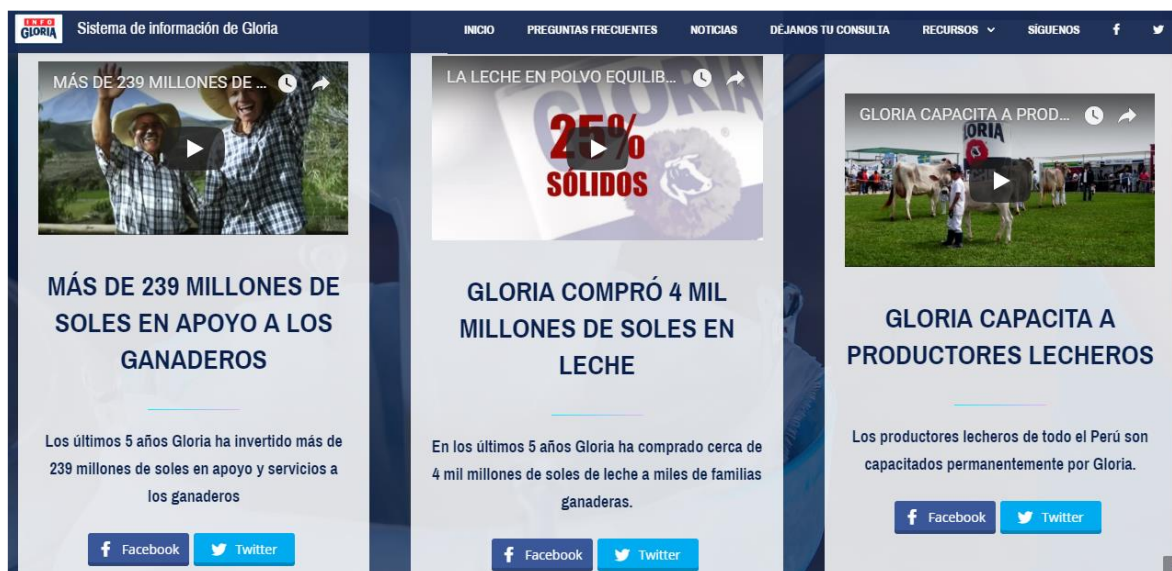 INFO
GLORIA
Sistema de información de Gloria
INICIO
PREGUNTAS FRECUENTES
NOTICIAS
DÉJANOS TU CONSULTA
RECURSOS
SÍGUENOS
MÁS DE 239 MILLONES DE ...
MÁS DE 239 MILLONES DE
SOLES EN APOYO A LOS
GANADEROS
Los últimos 5 años Gloria ha invertido más de
239 millones de soles en apoyo y servicios a
los ganaderos
Facebook
Twitter
LA LECHE EN POLVO EQUILIB...
GLORIA
25%
SÓLIDOS
GLORIA COMPRÓ 4 MIL
MILLONES DE SOLES EN
LECHE
En los últimos 5 años Gloria ha comprado cerca de
4 mil millones de soles de leche a miles de familias
ganaderas.
Facebook
Twitter
GLORIA CAPACITA A PROD...
ORIA
GLORIA CAPACITA A
PRODUCTORES LECHEROS
Los productores lecheros de todo el Perú son
capacitados permanentemente por Gloria.
Facebook
Twitter